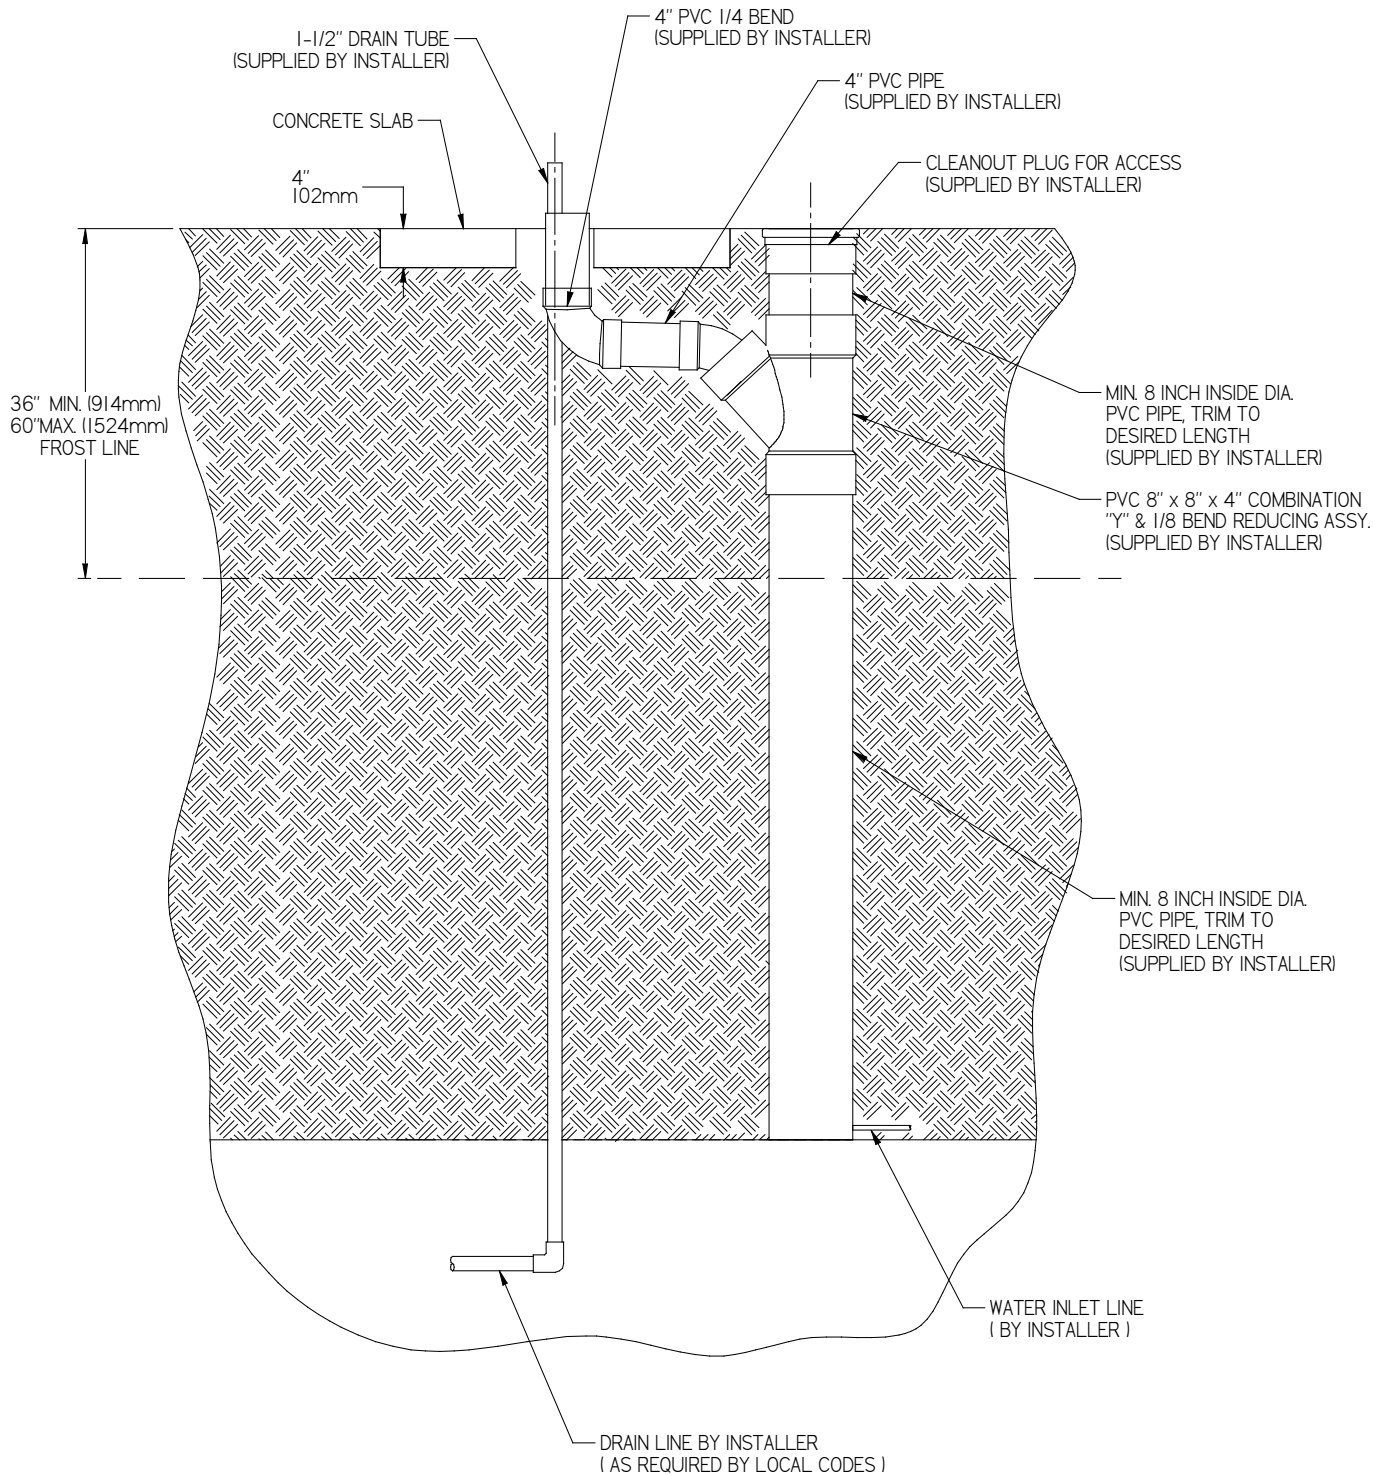 4" PVC 1/4 BEND
(SUPPLIED BY INSTALLER)
1-1/2" DRAIN TUBE
(SUPPLIED BY INSTALLER)
4" PVC PIPE
(SUPPLIED BY INSTALLER)
CONCRETE SLAB
CLEANOUT PLUG FOR ACCESS
(SUPPLIED BY INSTALLER)
4"
102mm
36" MIN. (914mm)
60"MAX. (1524mm)
FROST LINE
MIN. 8 INCH INSIDE DIA.
PVC PIPE, TRIM TO
DESIRED LENGTH
(SUPPLIED BY INSTALLER)
PVC 8" x 8" x 4" COMBINATION
"Y" & 1/8 BEND REDUCING ASSY.
(SUPPLIED BY INSTALLER)
MIN. 8 INCH INSIDE DIA.
PVC PIPE, TRIM TO
DESIRED LENGTH
(SUPPLIED BY INSTALLER)
WATER INLET LINE
( BY INSTALLER )
DRAIN LINE BY INSTALLER
( AS REQUIRED BY LOCAL CODES )